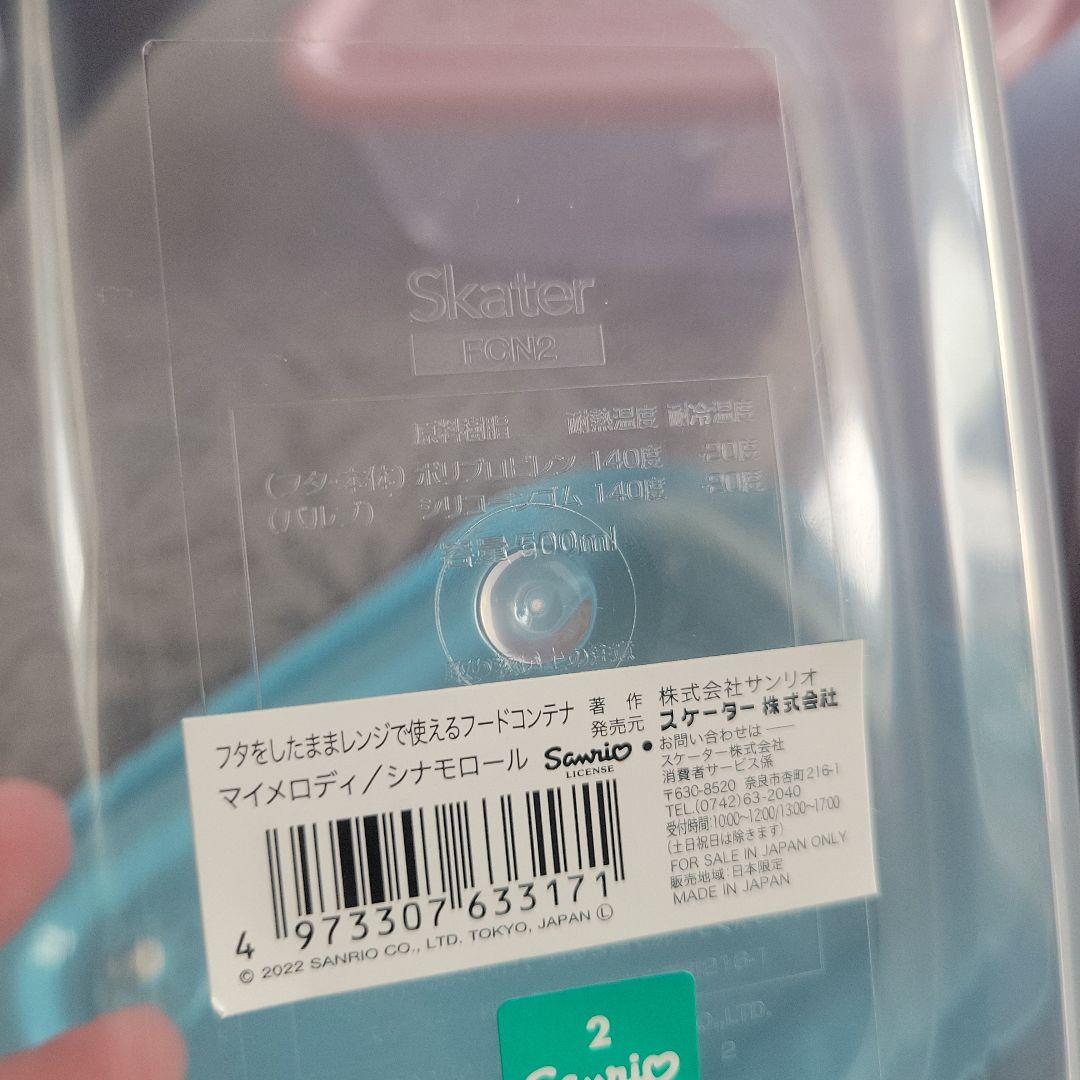 Skater
FCN2
原料樹脂 耐熱温度 耐冷温度
(フタ・本体) ポリプロピレン 140度 -20度
(バルブ) シリコーンゴム 140度 -20度
容量 500ml
フタをしたままレンジで使えるフードコンテナ
マイメロディ/シナモロール
著作 株式会社サンリオ
発売元 スケーター株式会社
Sanrio
LICENSE
●お問い合わせは──
スケーター株式会社
消費者サービス係
〒630-8520 奈良市杏町216-1
TEL.(0742)63-2040
受付時間:10:00~12:00/13:00~17:00
(土日祝日は除きます)
FOR SALE IN JAPAN ONLY
販売地域:日本限定
MADE IN JAPAN
4 973307 633171
© 2022 SANRIO CO., LTD. TOKYO, JAPAN Ⓛ
216-1
CO.,LTD.
2
2
Sanrio